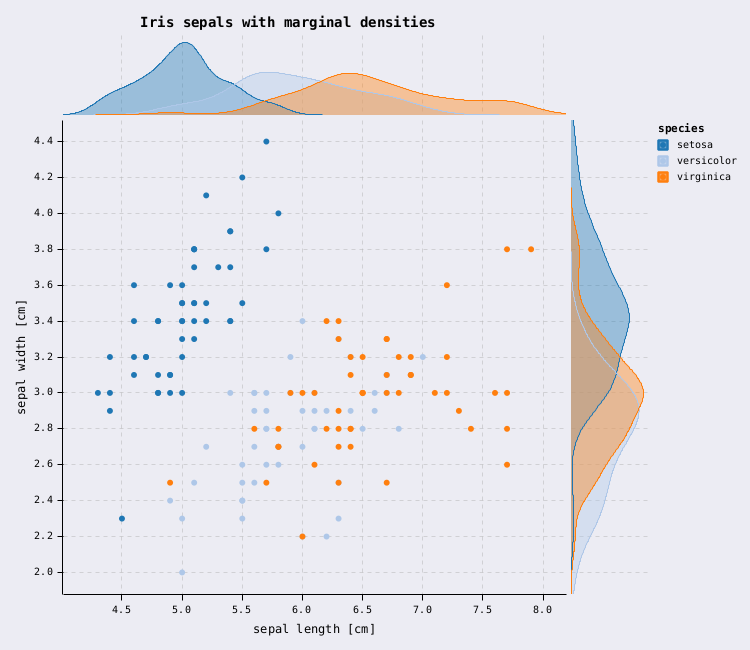 Iris sepals with marginal densities
species
setosa
versicolor
virginica
sepal width [cm]
4.4
4.2
4.0
3.8
3.6
3.4
3.2
3.0
2.8
2.6
2.4
2.2
2.0
4.5 5.0 5.5 6.0 6.5 7.0 7.5 8.0
sepal length [cm]